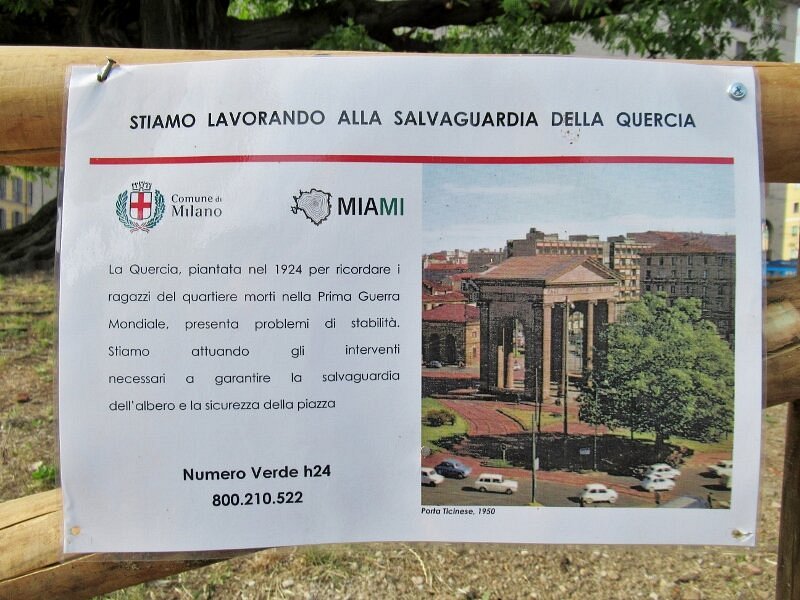 STIAMO LAVORANDO ALLA SALVAGUARDIA DELLA QUERCIA
Comune di
Milano
MIAMI
La Quercia, piantata nel 1924 per ricordare i
ragazzi del quartiere morti nella Prima Guerra
Mondiale, presenta problemi di stabilità.
Stiamo attuando gli interventi
necessari a garantire la salvaguardia
dell'albero e la sicurezza della piazza
Numero Verde h24
800.210.522
Porta Ticinese, 1950